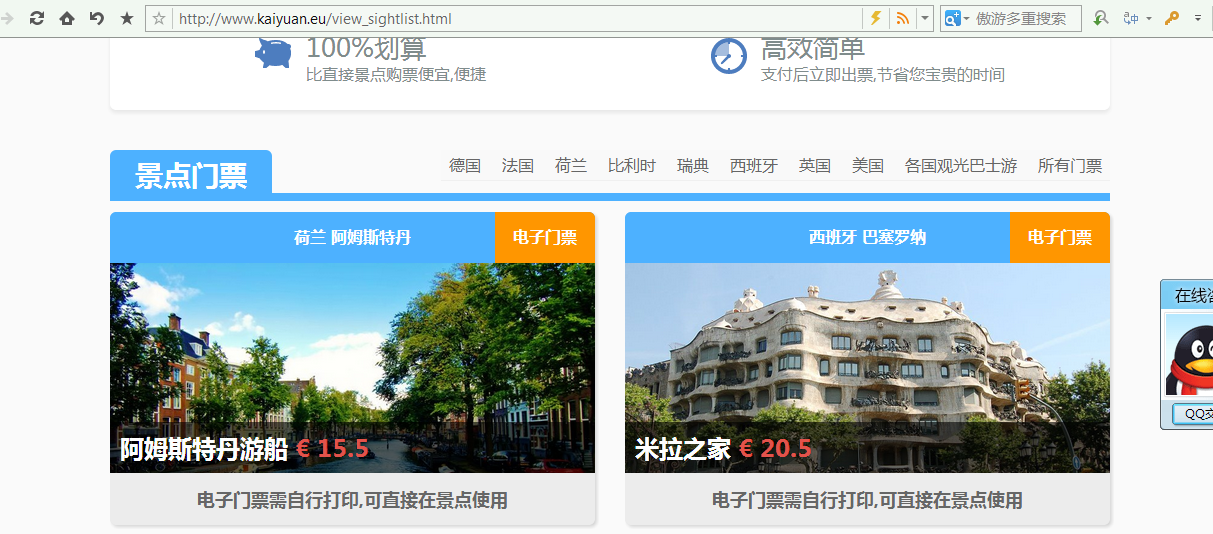 http://www.kaiyuan.eu/view_sightlist.html
傲游多重搜索
100%划算
比直接景点购票便宜,便捷
高效简单
支付后立即出票,节省您宝贵的时间
景点门票
德国 法国 荷兰 比利时 瑞典 西班牙 英国 美国 各国观光巴士游 所有门票
荷兰 阿姆斯特丹
电子门票
西班牙 巴塞罗纳
电子门票
在线
阿姆斯特丹游船 € 15.5
米拉之家 € 20.5
QQ交
电子门票需自行打印,可直接在景点使用
电子门票需自行打印,可直接在景点使用